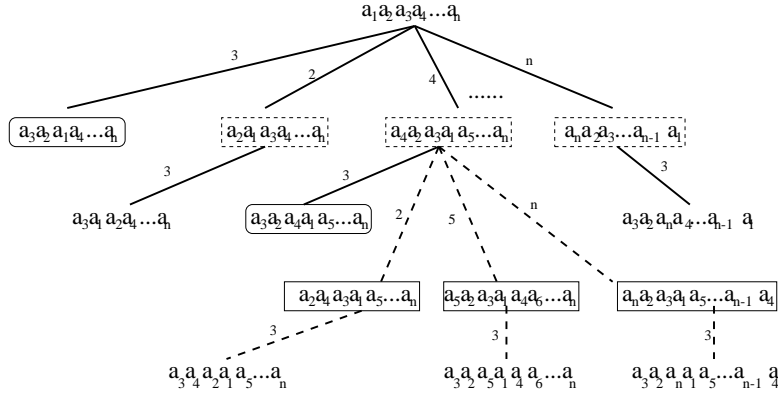 a₁a₂a₃a₄...aₙ
3 2 4 n
......
a₃a₂a₁a₄...aₙ a₂a₁a₃a₄...aₙ a₄a₂a₃a₁a₅...aₙ aₙa₂a₃...aₙ₋₁ a₁
3 3 2 5 n 3
a₃a₁a₂a₄...aₙ a₃a₂a₄a₁a₅...aₙ a₃a₂aₙa₄...aₙ₋₁ a₁
a₂a₄a₃a₁a₅...aₙ a₅a₂a₃a₁a₄a₆...aₙ aₙa₂a₃a₁a₅...aₙ₋₁ a₄
3 3 3
a₃a₄a₂a₁a₅...aₙ a₃a₂a₅a₁a₄a₆...aₙ a₃a₂aₙa₁a₅...aₙ₋₁ a₄